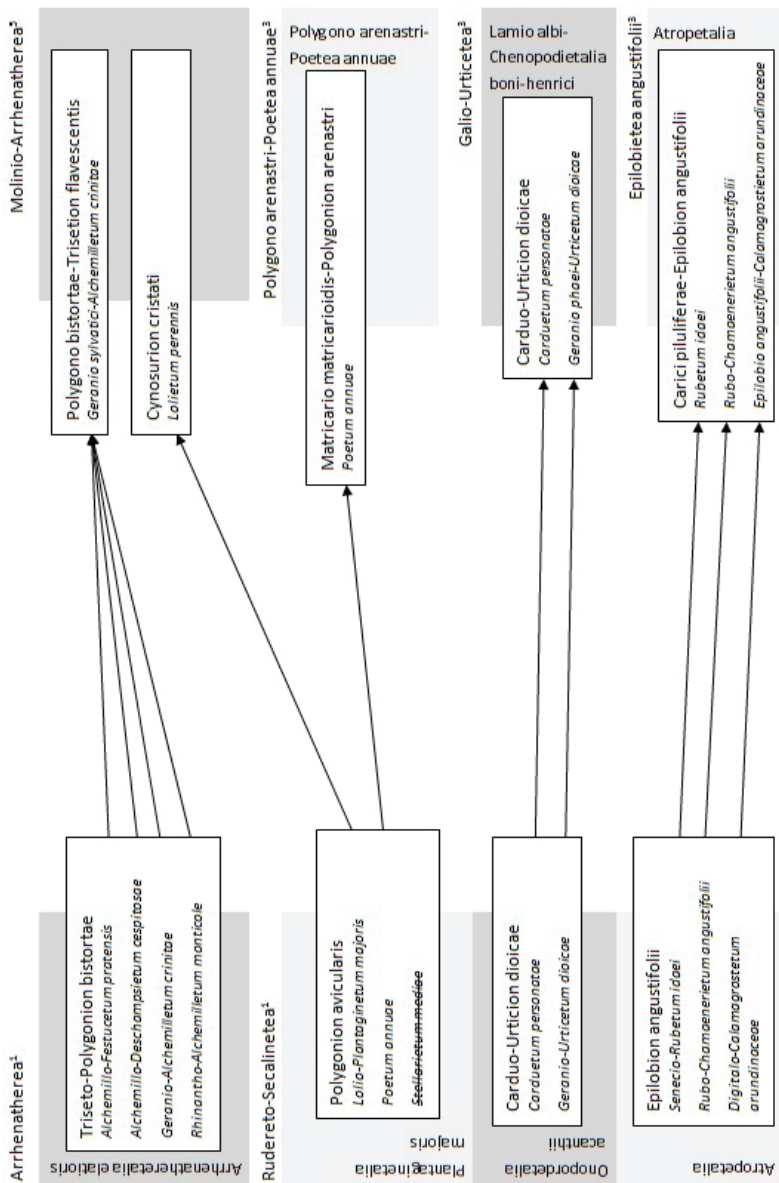 Arrhenatherea¹
Arrhenatheretalia elatioris
Triseto-Polygonion bistortae
Alchemillo-Festucetum pratensis
Alchemillo-Deschampsietum cespitosae
Geranio-Alchemilletum crinitae
Rhinantho-Alchemilletum monticole
Rudereto-Secalinetea¹
Plantaginetalia
majoris
Polygonion avicularis
Lolio-Plantaginetum majoris
Poetum annuae
Stellarietum mediae
Onopordetalia
acanthii
Carduo-Urticion dioicae
Carduetum personatae
Geranio-Urticetum dioicae
Atropetalia
Epilobion angustifolii
Senecio-Rubetum idaei
Rubo-Chamaenerietum angustifolii
Digitalo-Calamagrostetum
arundinaceae
Molinio-Arrhenatherea⁵
Polygono bistortae-Trisetion flavescentis
Geranio sylvatici-Alchemilletum crinitae
Cynosurion cristati
Lolietum perennis
Polygono arenastri-Poetea annuae³
Polygono arenastri-
Poetea annuae
Matricario matricarioidis-Polygonion arenastri
Poetum annuae
Galio-Urticetea³
Lamio albi-
Chenopodietalia
boni-henrici
Carduo-Urticion dioicae
Carduetum personatae
Geranio phaei-Urticetum dioicae
Epilobietea angustifolii³
Atropetalia
Carici piluliferae-Epilobion angustifolii
Rubetum idaei
Rubo-Chamaenerietum angustifolii
Epilobio angustifolii-Calamagrostietum arundinaceae